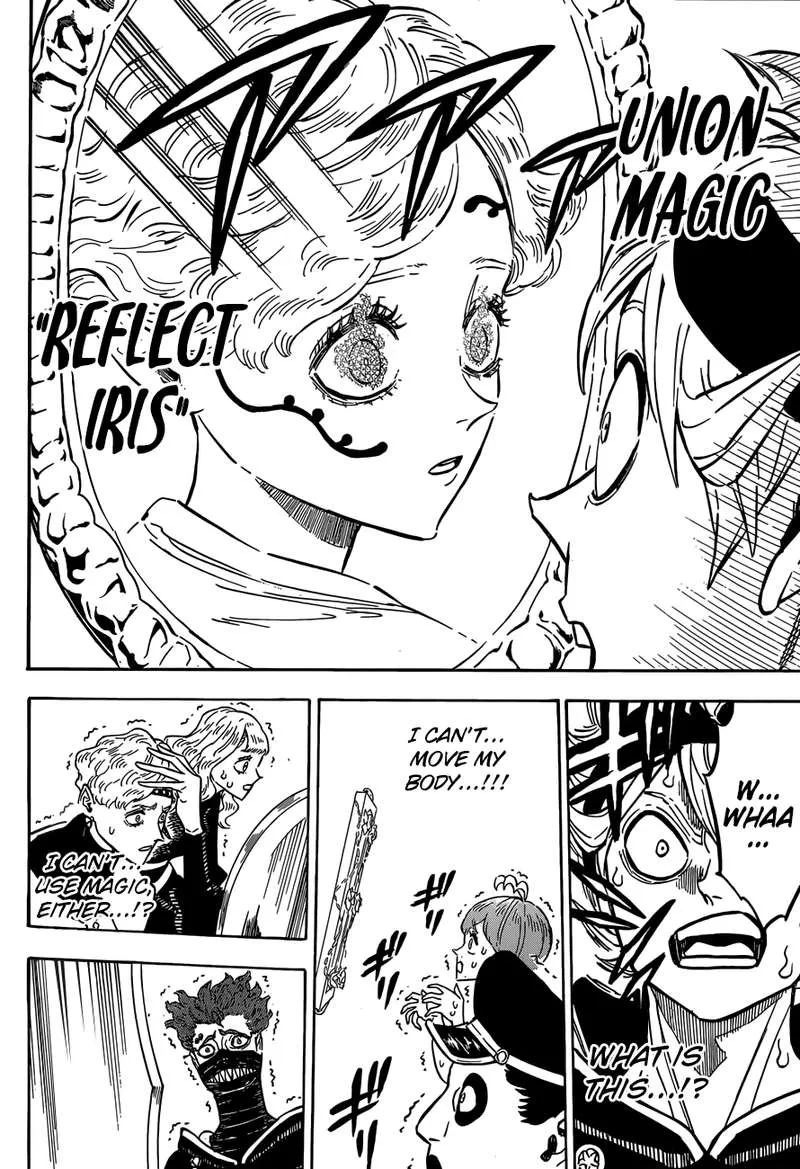 UNION
MAGIC
"REFLECT
IRIS"
W...
WHAA
...
WHAT IS
THIS...!?
I CAN'T...
MOVE MY
BODY...!!!
I CAN'T...
USE MAGIC,
EITHER...!?